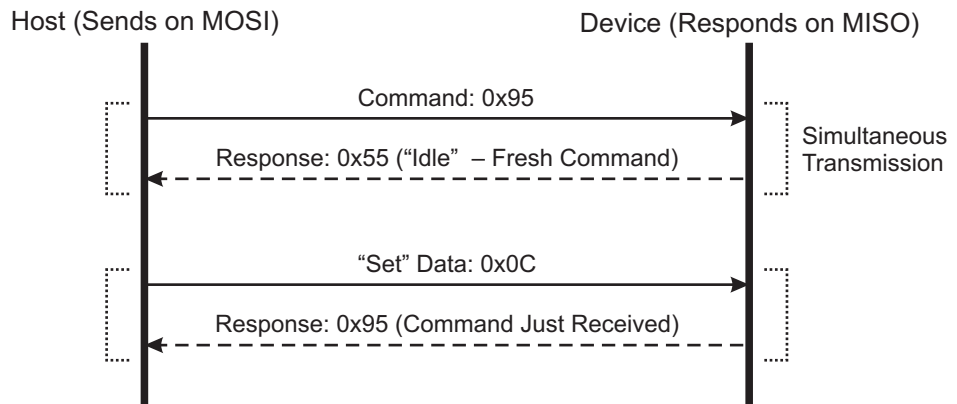 Host (Sends on MOSI)
Device (Responds on MISO)
Command: 0x95
Response: 0x55 (“Idle” – Fresh Command)
Simultaneous
Transmission
“Set” Data: 0x0C
Response: 0x95 (Command Just Received)